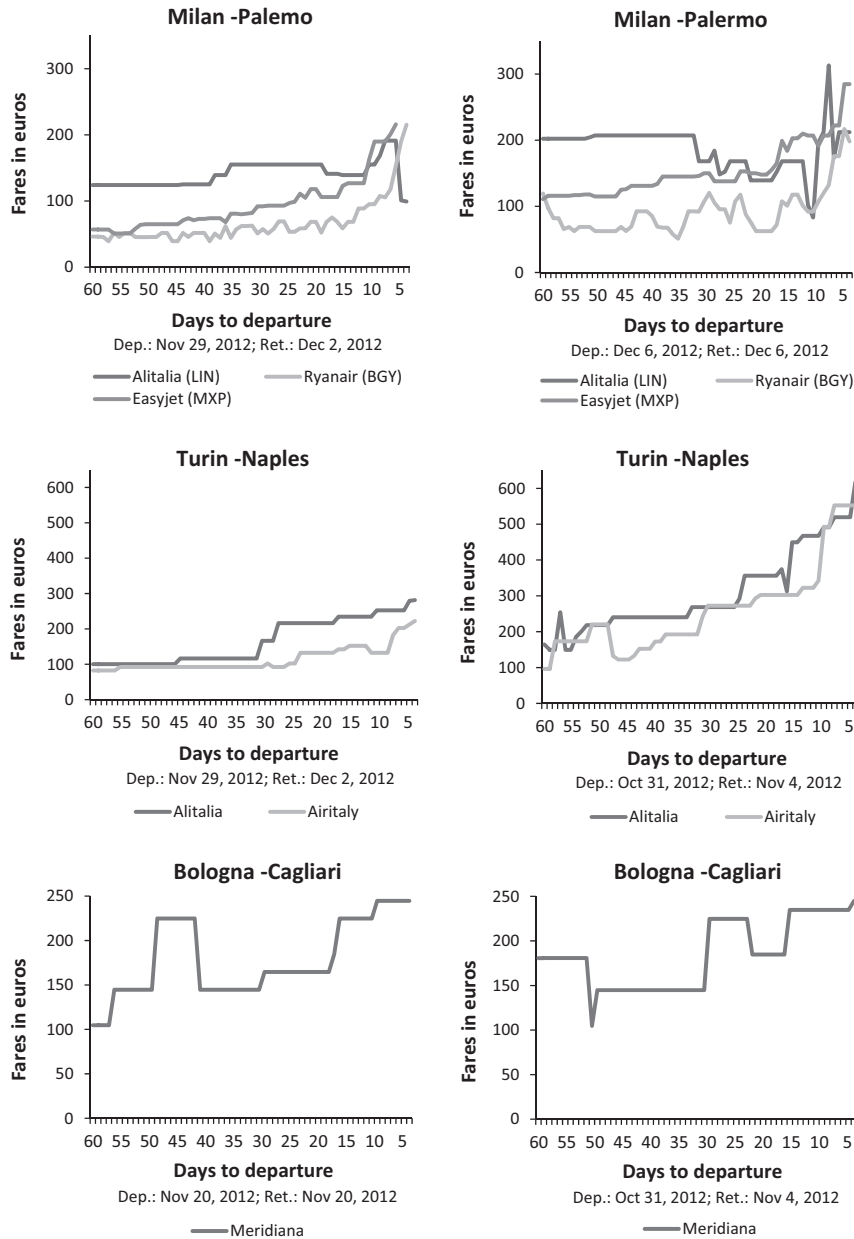 Milan -Palemo
Fares in euros
300
200
100
0
60 55 50 45 40 35 30 25 20 15 10 5
Days to departure
Dep.: Nov 29, 2012; Ret.: Dec 2, 2012
Alitalia (LIN) Ryanair (BGY)
Easyjet (MXP)
Milan -Palermo
Fares in euros
300
200
100
0
60 55 50 45 40 35 30 25 20 15 10 5
Days to departure
Dep.: Dec 6, 2012; Ret.: Dec 6, 2012
Alitalia (LIN) Ryanair (BGY)
Easyjet (MXP)
Turin -Naples
Fares in euros
600
500
400
300
200
100
0
60 55 50 45 40 35 30 25 20 15 10 5
Days to departure
Dep.: Nov 29, 2012; Ret.: Dec 2, 2012
Alitalia Airitaly
Turin -Naples
Fares in euros
600
500
400
300
200
100
0
60 55 50 45 40 35 30 25 20 15 10 5
Days to departure
Dep.: Oct 31, 2012; Ret.: Nov 4, 2012
Alitalia Airitaly
Bologna -Cagliari
Fares in euros
250
200
150
100
50
0
60 55 50 45 40 35 30 25 20 15 10 5
Days to departure
Dep.: Nov 20, 2012; Ret.: Nov 20, 2012
Meridiana
Bologna -Cagliari
Fares in euros
250
200
150
100
50
0
60 55 50 45 40 35 30 25 20 15 10 5
Days to departure
Dep.: Oct 31, 2012; Ret.: Nov 4, 2012
Meridiana